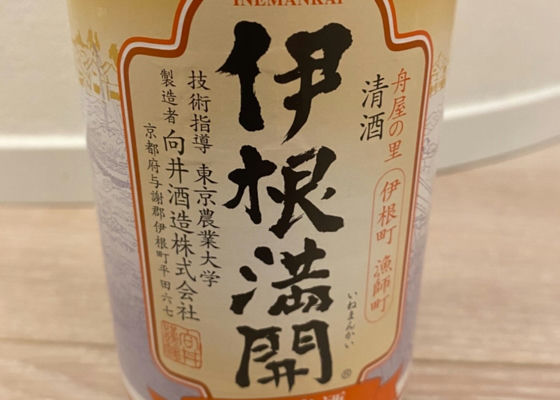 INEMANKAI
舟屋の里
伊根町 漁師町
清酒
伊根満開
いねまんかい
®
技術指導 東京農業大学
製造者 向井酒造株式会社
京都府与謝郡伊根町平田六七